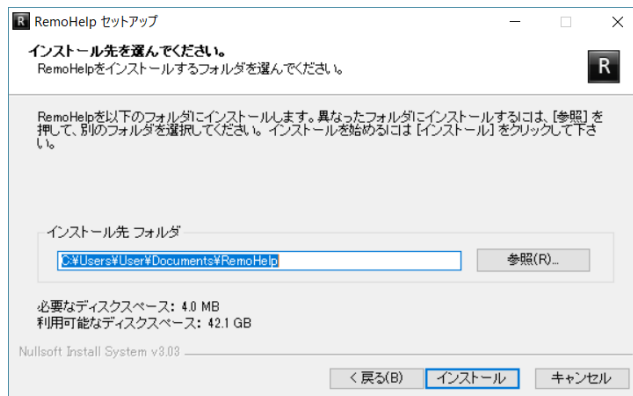 R RemoHelp セットアップ
インストール先を選んでください。
RemoHelpをインストールするフォルダを選んでください。
R
RemoHelpを以下のフォルダにインストールします。異なったフォルダにインストールするには、[参照] を
押して、別のフォルダを選択してください。 インストールを始めるには [インストール] をクリックして下さ
い。
インストール先 フォルダ
C:¥Users¥User¥Documents¥RemoHelp
参照(R)...
必要なディスクスペース: 4.0 MB
利用可能なディスクスペース: 42.1 GB
Nullsoft Install System v3.03
< 戻る(B)
インストール
キャンセル